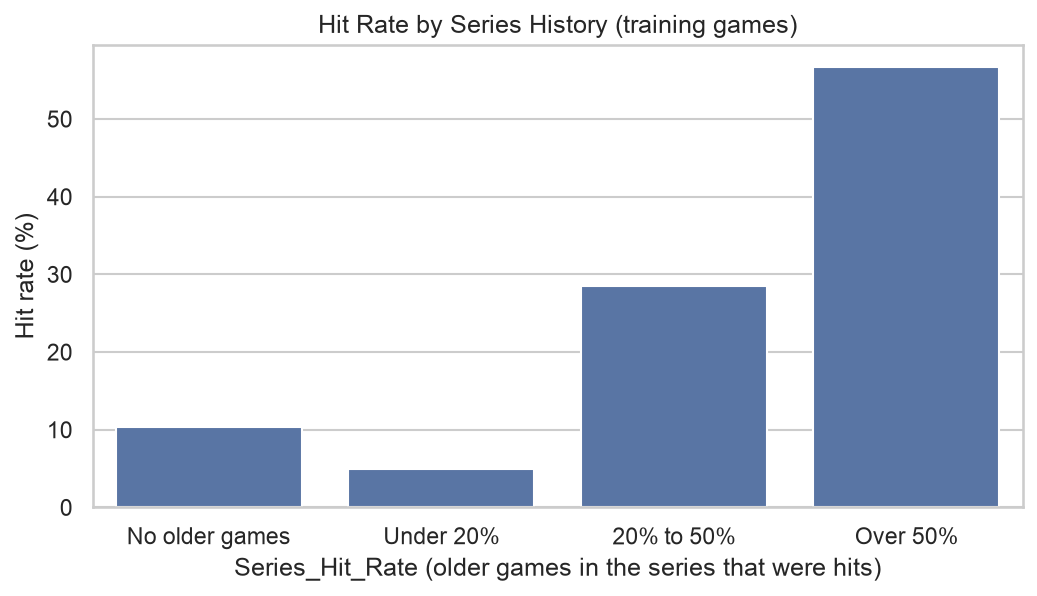 Hit Rate by Series History (training games)
Hit rate (%)
50
40
30
20
10
0
No older games
Under 20%
20% to 50%
Over 50%
Series_Hit_Rate (older games in the series that were hits)